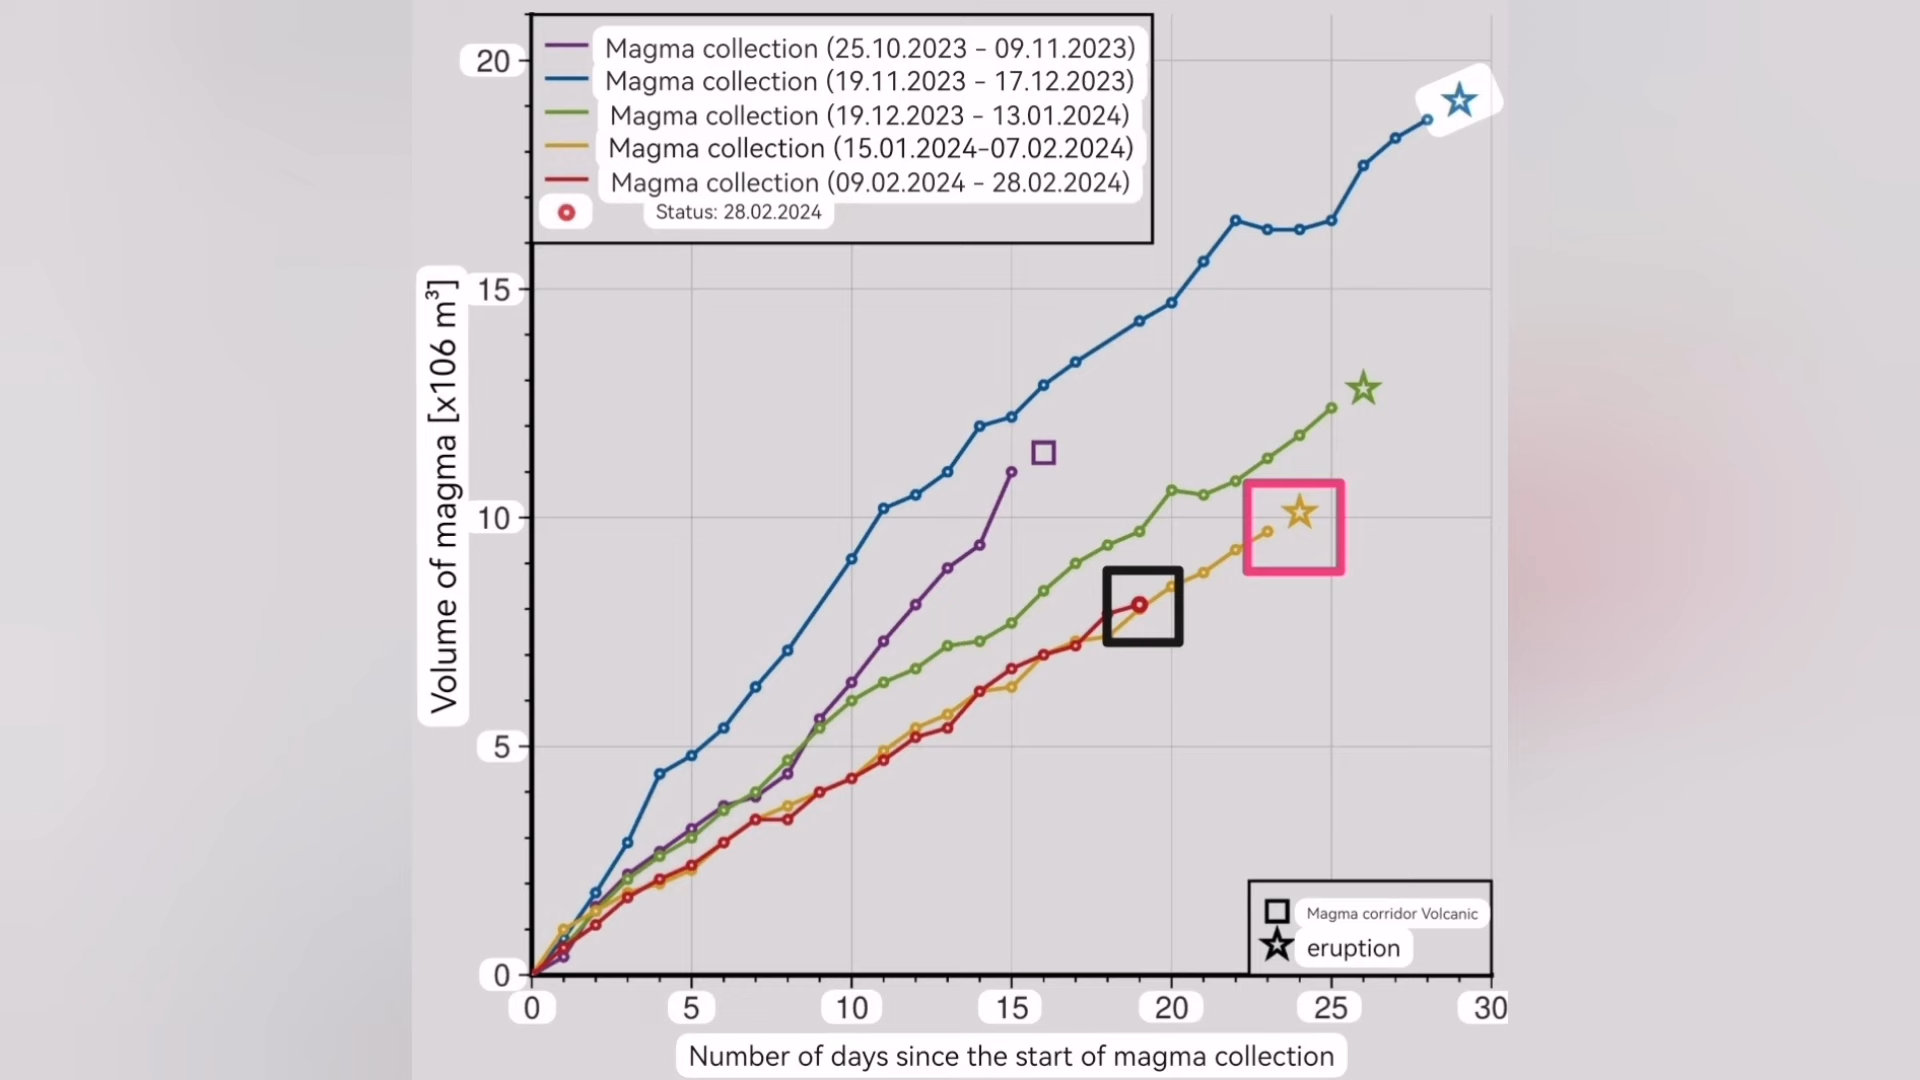 Magma collection (25.10.2023 - 09.11.2023)
Magma collection (19.11.2023 - 17.12.2023)
Magma collection (19.12.2023 - 13.01.2024)
Magma collection (15.01.2024-07.02.2024)
Magma collection (09.02.2024 - 28.02.2024)
Status: 28.02.2024
20
15
10
5
0
Volume of magma [x106 m³]
Magma corridor Volcanic
eruption
0 5 10 15 20 25 30
Number of days since the start of magma collection